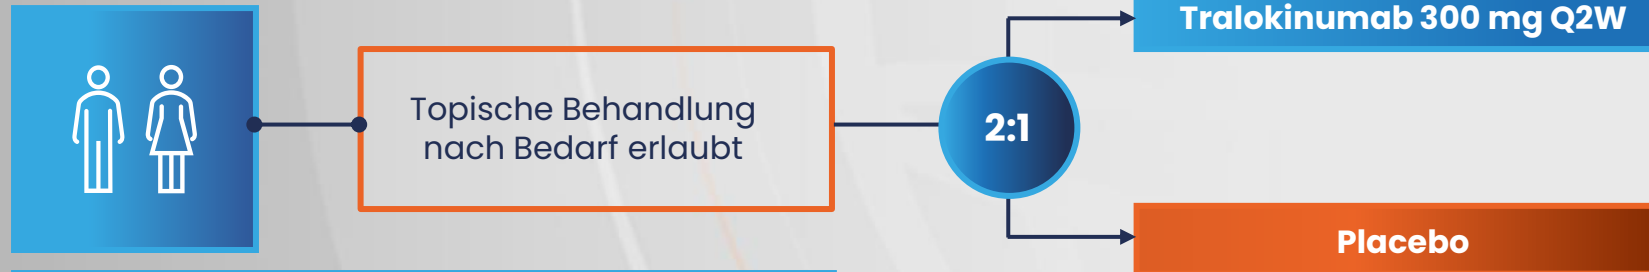 Topische Behandlung
nach Bedarf erlaubt
2:1
Tralokinumab 300 mg Q2W
Placebo